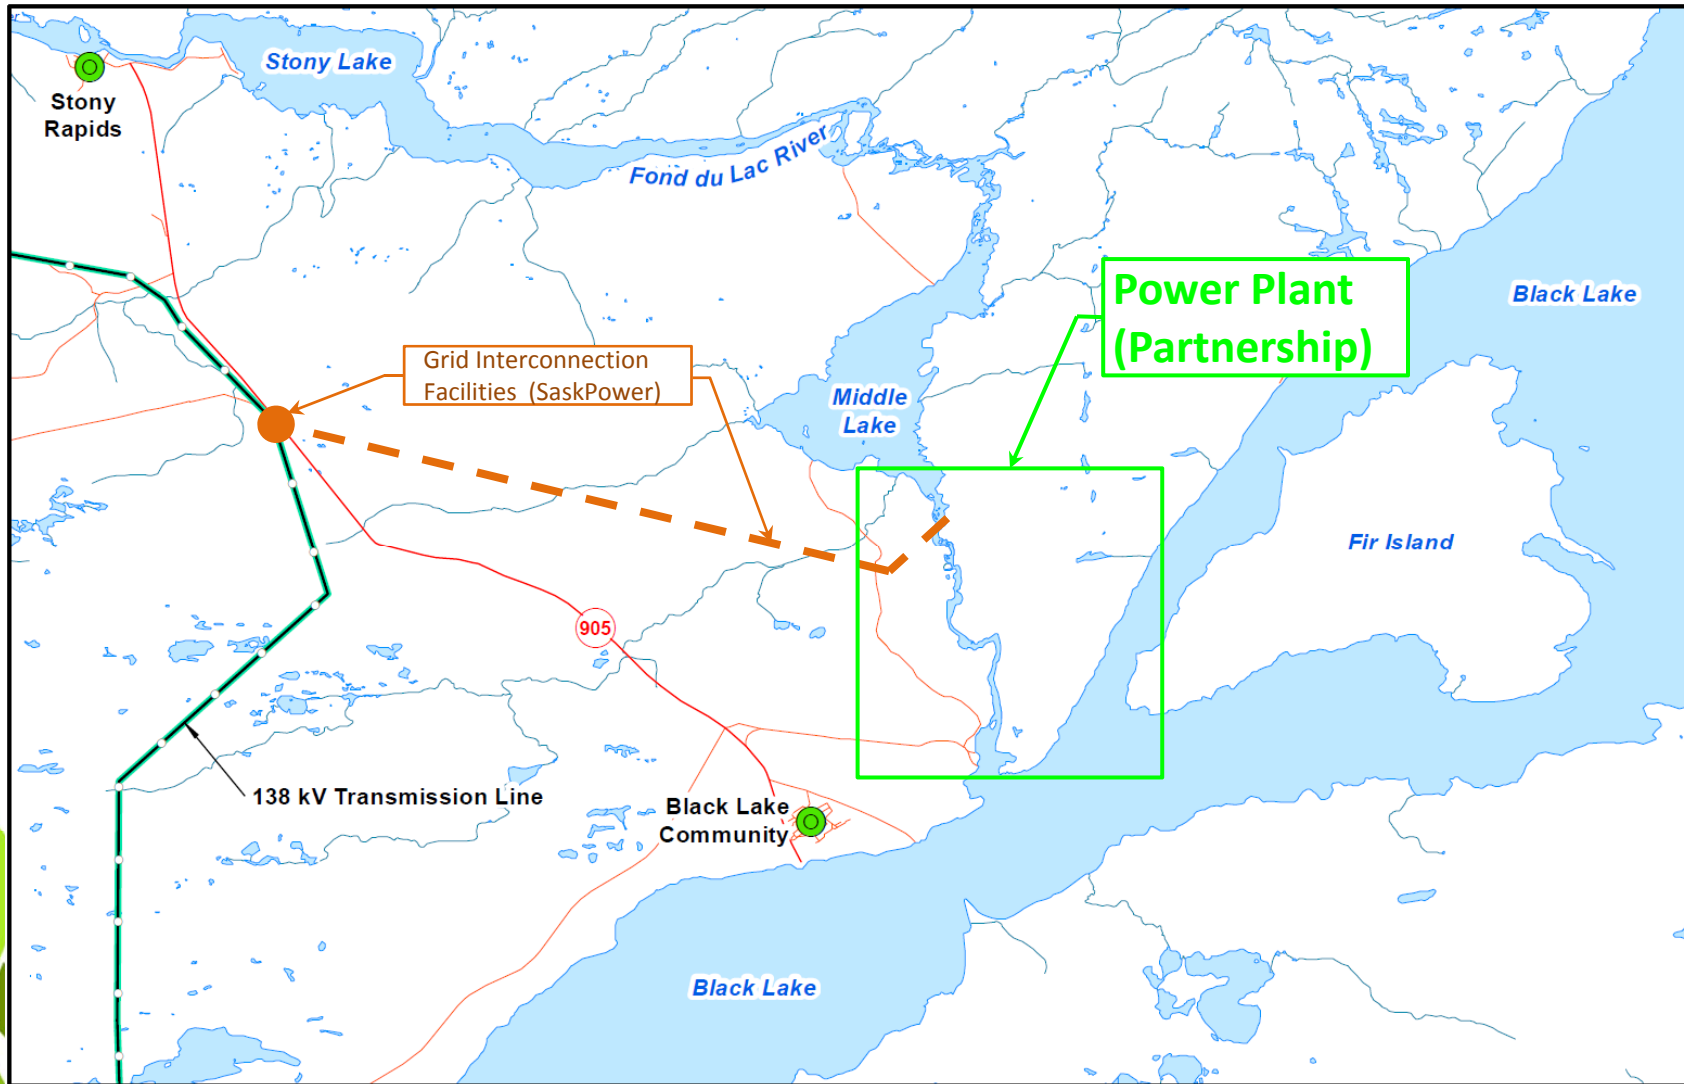 Stony Lake
Stony
Rapids
Fond du Lac River
Power Plant
(Partnership)
Black Lake
Grid Interconnection
Facilities (SaskPower)
Middle
Lake
Fir Island
905
138 kV Transmission Line
Black Lake
Community
Black Lake